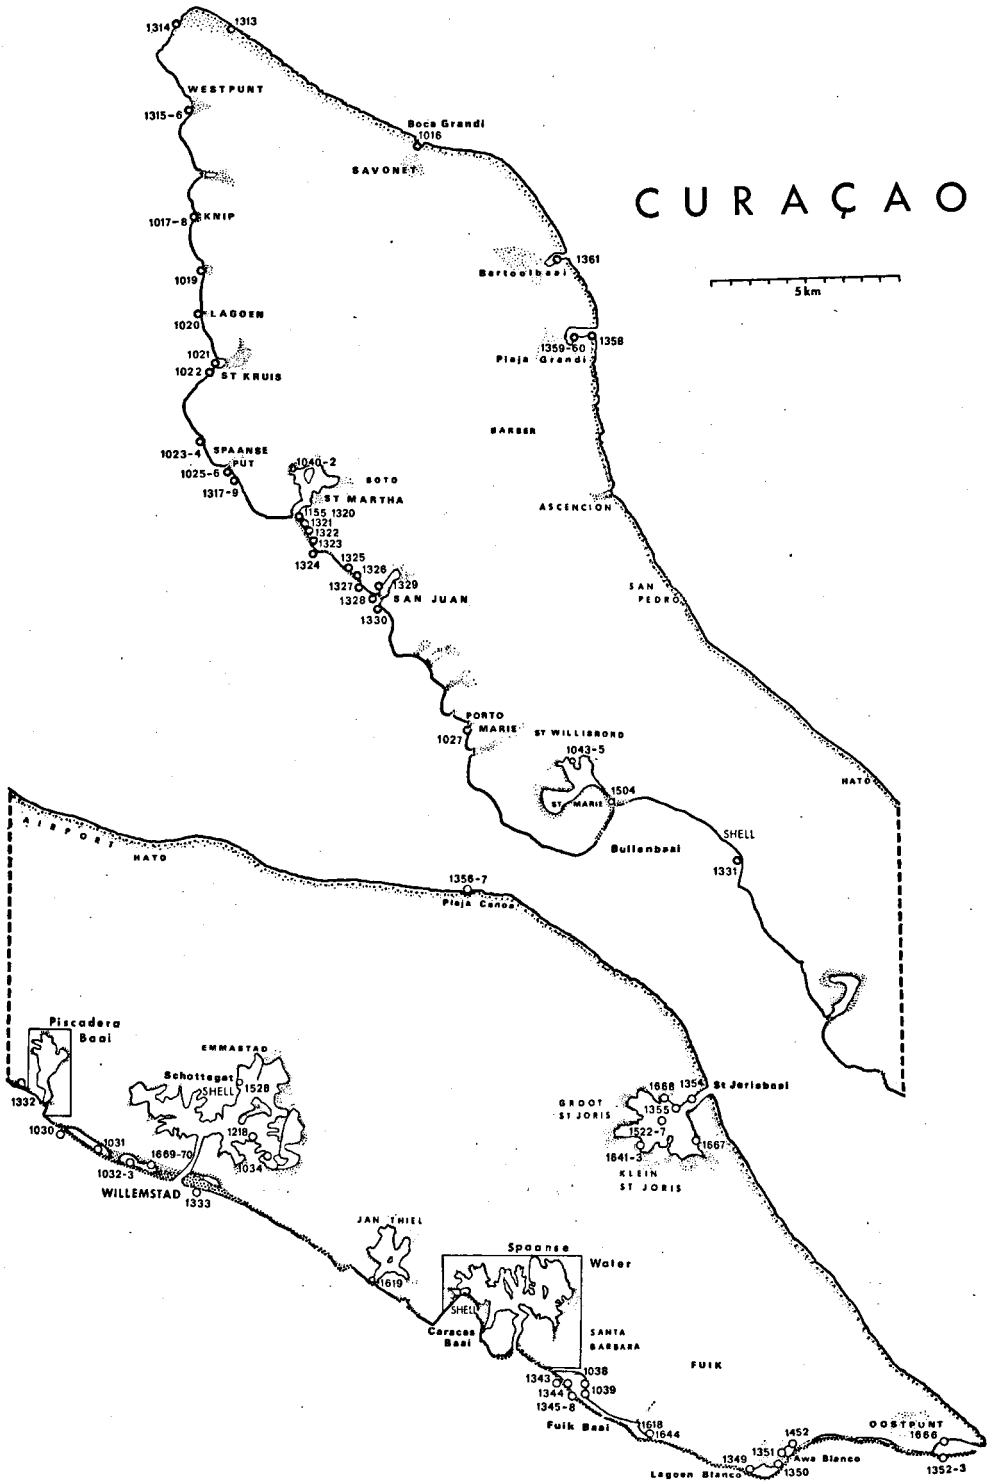 1314
1313
WESTPUNT
1315-6
Boca Grandi
1016
SAVONET
CURAÇAO
KNIP
1017-8
1361
Bartoolbaai
1019
5km
LAGOEN
1020
1358
1359-60
Plaja Grandi
1021
1022
ST KRUIS
BARBER
1023-4
SPAANSE
PUT
1025-6
1040-2
SOTO
1317-9
ST MARTHA
ASCENCION
1155 1320
1321
1322
1323
1324
1325
1326
1327
1329
1328
SAN JUAN
1330
SAN
PEDRO
PORTO
MARIE
1027
ST WILLIBRORD
1043-5
HATO
ST MARIE
1504
SHELL
Bullenbaai
1331
AIRPORT
HATO
1356-7
Plaja Canoa
Piscadera
Baai
EMMASTAD
Schottegat
SHELL
1528
1332
1668
1354
St Jorisbaai
GROOT
ST JORIS
1355
1030
1218
1522-7
1031
1667
1669-70
1034
1641-3
1032-3
KLEIN
ST JORIS
WILLEMSTAD
1333
JAN THIEL
Spaanse
Water
1619
SHELL
Caracas
Baai
SANTA
BARBARA
FUIK
1343
1038
1344
1039
1345-8
Fuik Baai
1618
1644
OOSTPUNT
1666
1452
1351
Awa Blanco
1349
1350
1352-3
Lagoen Blanco